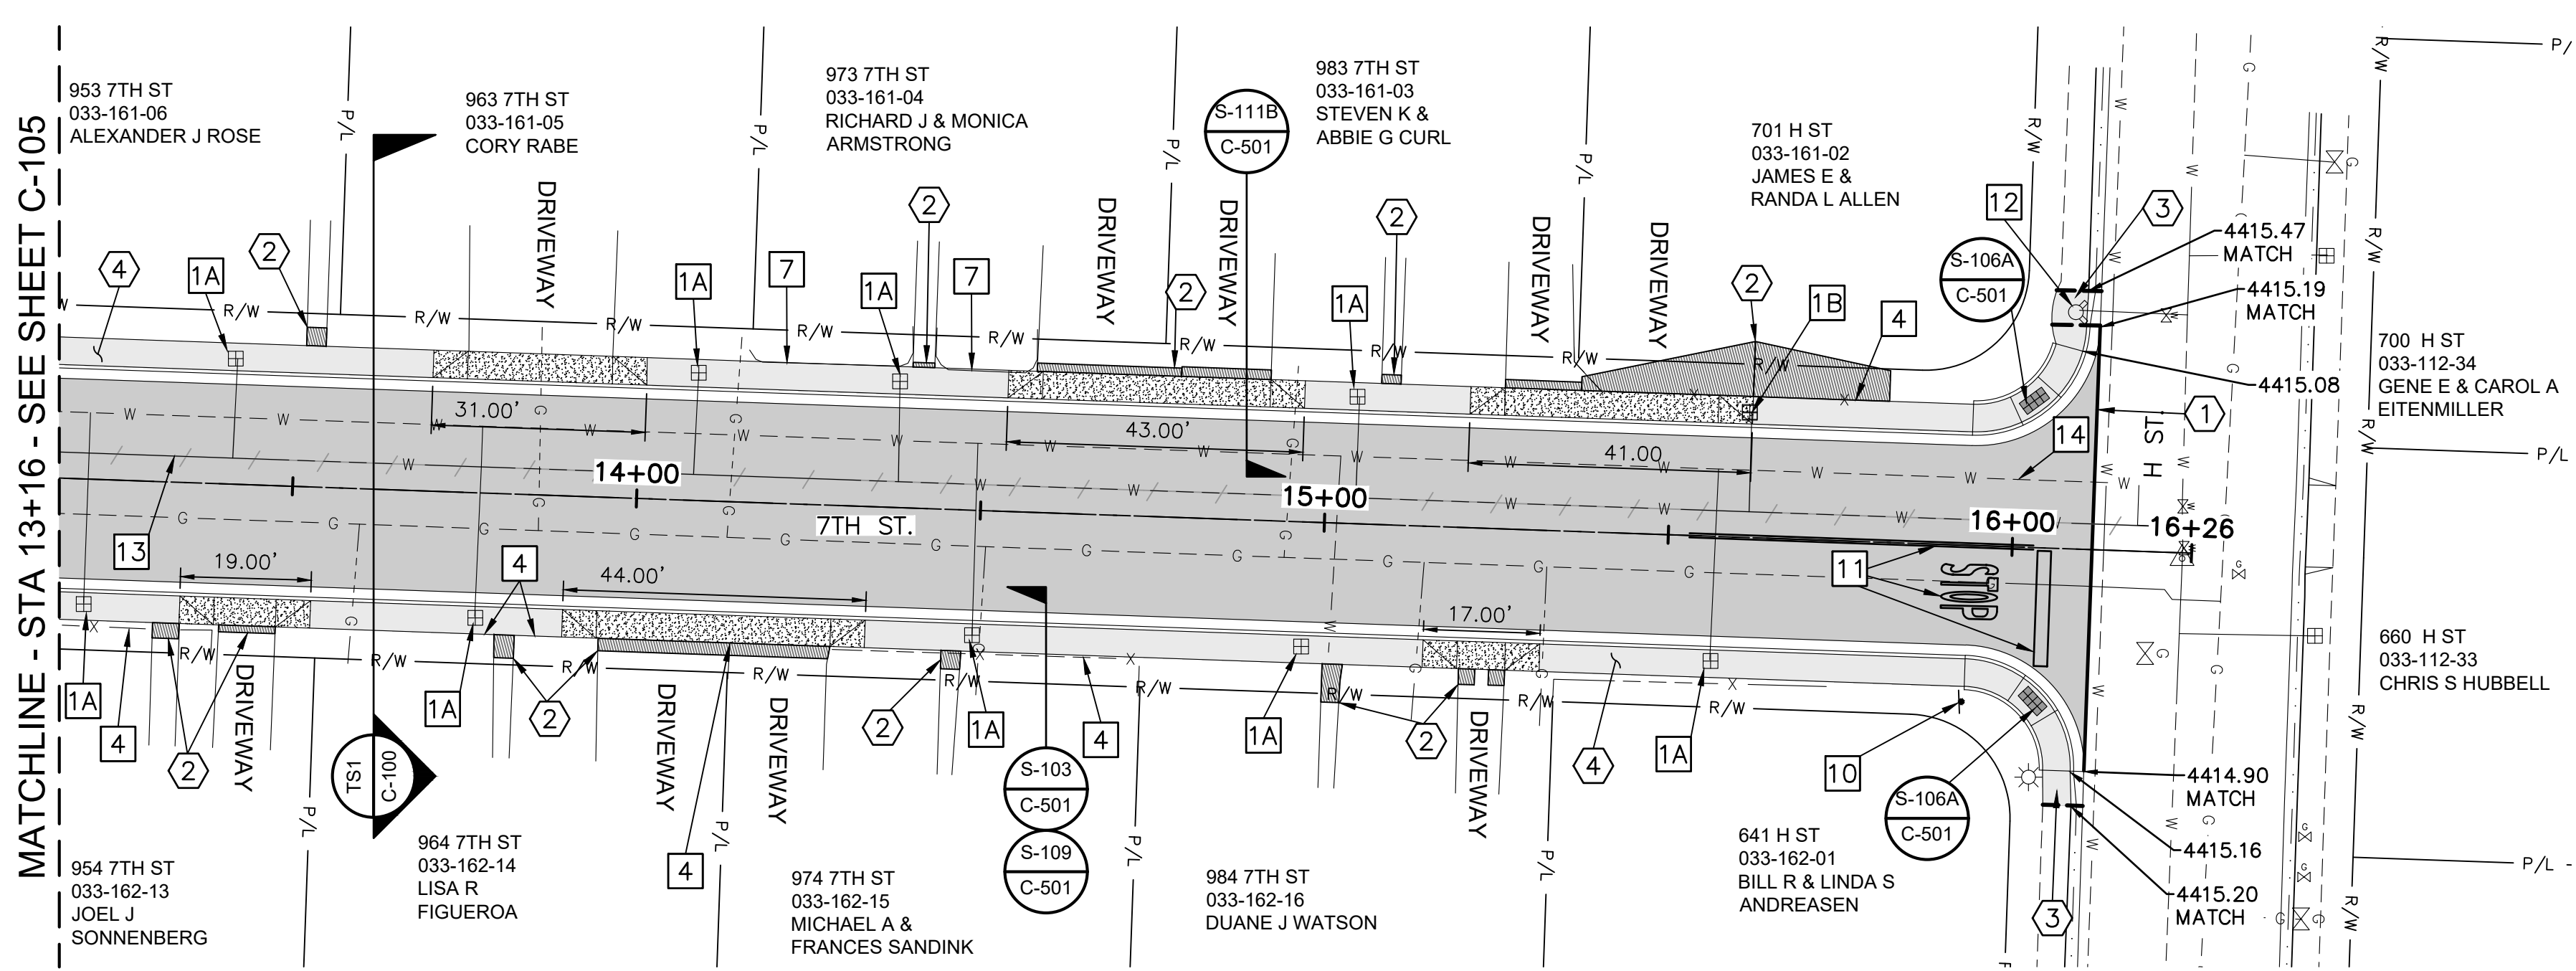 MATCHLINE - STA 13+16 - SEE SHEET C-105
953 7TH ST
033-161-06
ALEXANDER J ROSE
963 7TH ST
033-161-05
CORY RABE
973 7TH ST
033-161-04
RICHARD J & MONICA
ARMSTRONG
S-111B
C-501
983 7TH ST
033-161-03
STEVEN K &
ABBIE G CURL
701 H ST
033-161-02
JAMES E &
RANDA L ALLEN
P/L
P/L
P/L
P/L
R/W
R/W
P/
DRIVEWAY
DRIVEWAY
DRIVEWAY
DRIVEWAY
DRIVEWAY
4
1A
2
1A
7
1A
2
7
2
1A
2
2
1B
4
12
3
S-106A
C-501
4415.47
MATCH
4415.19
MATCH
4415.08
R/W
700 H ST
033-112-34
GENE E & CAROL A
EITENMILLER
W
R/W
R/W
R/W
R/W
R/W
R/W
R/W
R/W
1
14
H ST.
31.00'
43.00'
41.00
R/W
P/L
W
W
W
W
W
W
W
W
W
G
G
G
14+00
15+00
16+00
16+26
7TH ST.
13
G
G
G
G
G
G
G
G
G
G
G
11
STOP
19.00'
4
44.00'
17.00'
X
X
X
X
R/W
R/W
R/W
R/W
R/W
R/W
R/W
R/W
1A
4
2
DRIVEWAY
TS1
C-100
1A
2
DRIVEWAY
DRIVEWAY
4
2
1A
4
S-103
C-501
S-109
C-501
1A
2
DRIVEWAY
4
1A
10
S-106A
C-501
3
4414.90
MATCH
4415.16
4415.20
MATCH
660 H ST
033-112-33
CHRIS S HUBBELL
R/W
P/L -
R/W
R/W
P/L
P/L
P/L
P/L
954 7TH ST
033-162-13
JOEL J
SONNENBERG
964 7TH ST
033-162-14
LISA R
FIGUEROA
974 7TH ST
033-162-15
MICHAEL A &
FRANCES SANDINK
984 7TH ST
033-162-16
DUANE J WATSON
641 H ST
033-162-01
BILL R & LINDA S
ANDREASEN